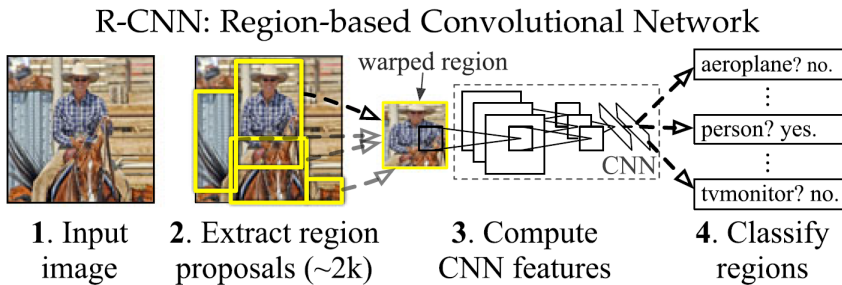 R-CNN: Region-based Convolutional Network
warped region
aeroplane? no.
person? yes.
tvmonitor? no.
CNN
1. Input
image
2. Extract region
proposals (~2k)
3. Compute
CNN features
4. Classify
regions